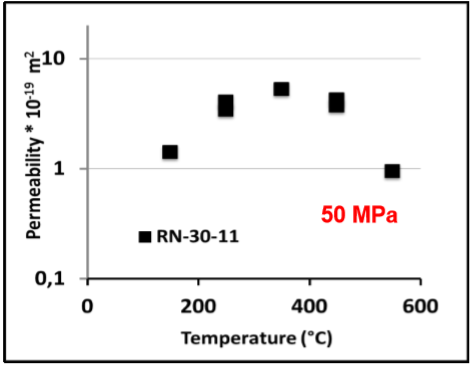 Permeability * 10⁻¹⁹ m²
10
1
0,1
50 MPa
RN-30-11
0 200 400 600
Temperature (°C)